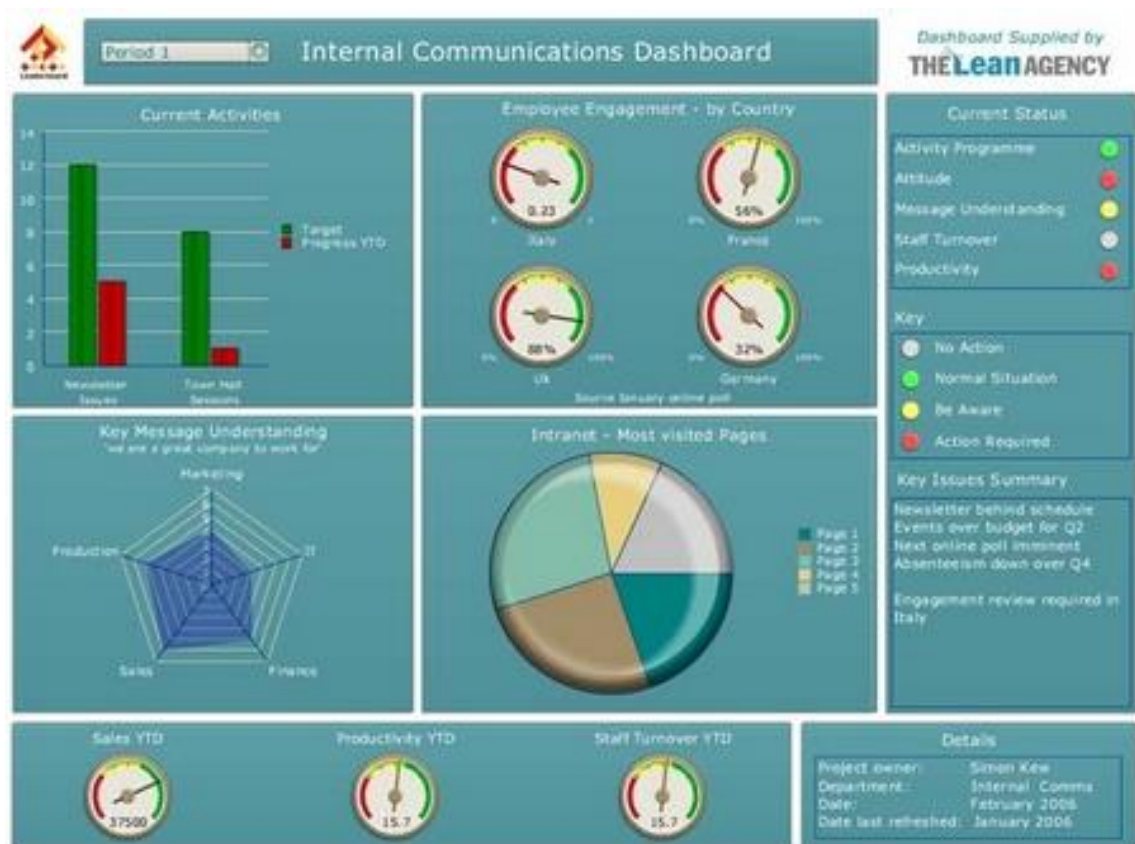 Leaderboard
Period 1
Internal Communications Dashboard
Dashboard Supplied by
THE Lean AGENCY
Current Activities
14
12
10
8
6
4
2
0
Target
Progress YTD
Newsletter
Issues
Town Hall
Sessions
Employee Engagement - by Country
0.23
Italy
56%
0%
100%
France
88%
0%
100%
Uk
32%
0%
100%
Germany
Source January online poll
Current Status
Activity Programme
Attitude
Message Understanding
Staff Turnover
Productivity
Key
No Action
Normal Situation
Be Aware
Action Required
Key Message Understanding
"we are a great company to work for"
Marketing
Production
IT
Sales
Finance
Intranet - Most visited Pages
Page 1
Page 2
Page 3
Page 4
Page 5
Key Issues Summary
Newsletter behind schedule
Events over budget for Q2
Next online poll imminent
Absenteeism down over Q4
Engagement review required in
Italy
Sales YTD
37500
Productivity YTD
15.7
Staff Turnover YTD
15.7
Details
Project owner: Simon Kew
Department: Internal Comms
Date: February 2006
Date last refreshed: January 2006